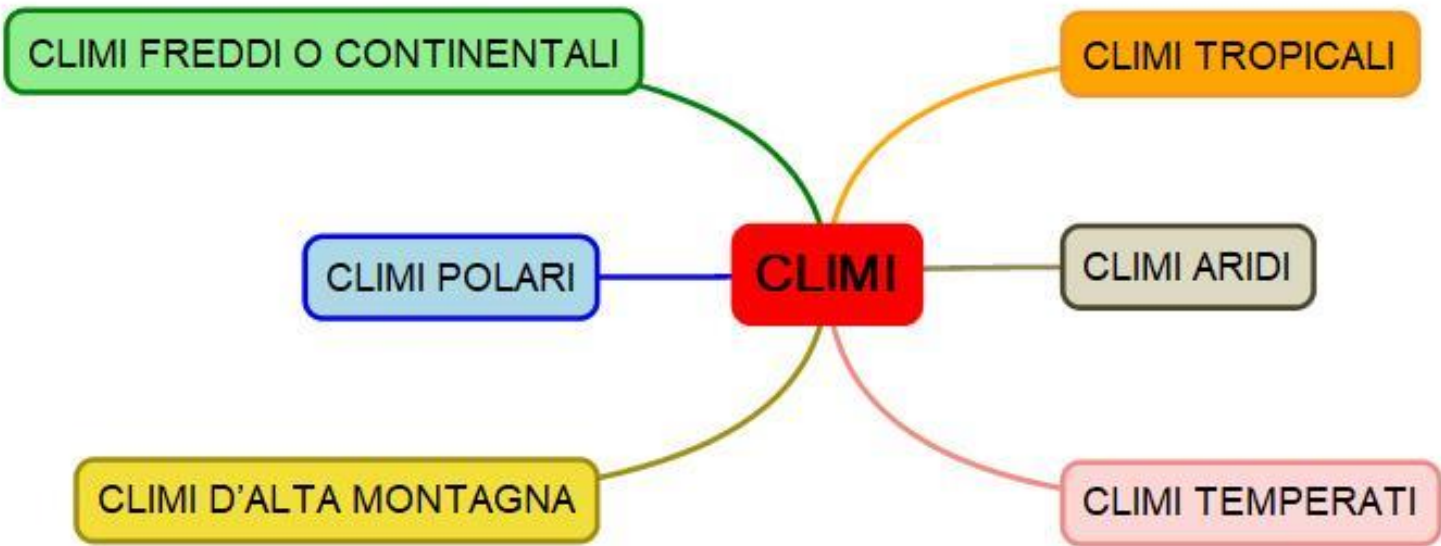 CLIMI FREDDI O CONTINENTALI
CLIMI TROPICALI
CLIMI POLARI
CLIMI
CLIMI ARIDI
CLIMI D’ALTA MONTAGNA
CLIMI TEMPERATI